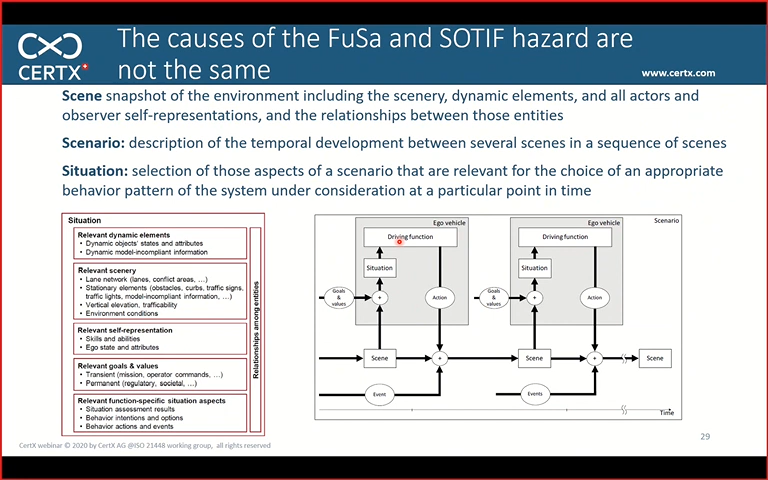 The causes of the FuSa and SOTIF hazard are
not the same
CERTX
www.certx.com
Scene snapshot of the environment including the scenery, dynamic elements, and all actors and
observer self-representations, and the relationships between those entities
Scenario: description of the temporal development between several scenes in a sequence of scenes
Situation: selection of those aspects of a scenario that are relevant for the choice of an appropriate
behavior pattern of the system under consideration at a particular point in time
Situation
Relevant dynamic elements
• Dynamic objects' states and attributes
• Dynamic model-incompliant information
Relevant scenery
• Lane network (lanes, conflict areas, …)
• Stationary elements (obstacles, curbs, traffic signs,
traffic lights, model-incompliant information, …)
• Vertical elevation, trafficability
• Environment conditions
Relevant self-representation
• Skills and abilities
• Ego state and attributes
Relevant goals & values
• Transient (mission, operator commands, …)
• Permanent (regulatory, societal, …)
Relevant function-specific situation aspects
• Situation assessment results
• Behavior intentions and options
• Behavior actions and events
Relationships among entities
Ego vehicle
Ego vehicle
Scenario
Driving function
Driving function
Situation
Situation
Goals
&
values
+
Action
Goals
&
values
+
Action
Scene
+
Scene
+
Scene
Event
Events
Time
29
CertX webinar © 2020 by CertX AG @ISO 21448 working group, all rights reserved